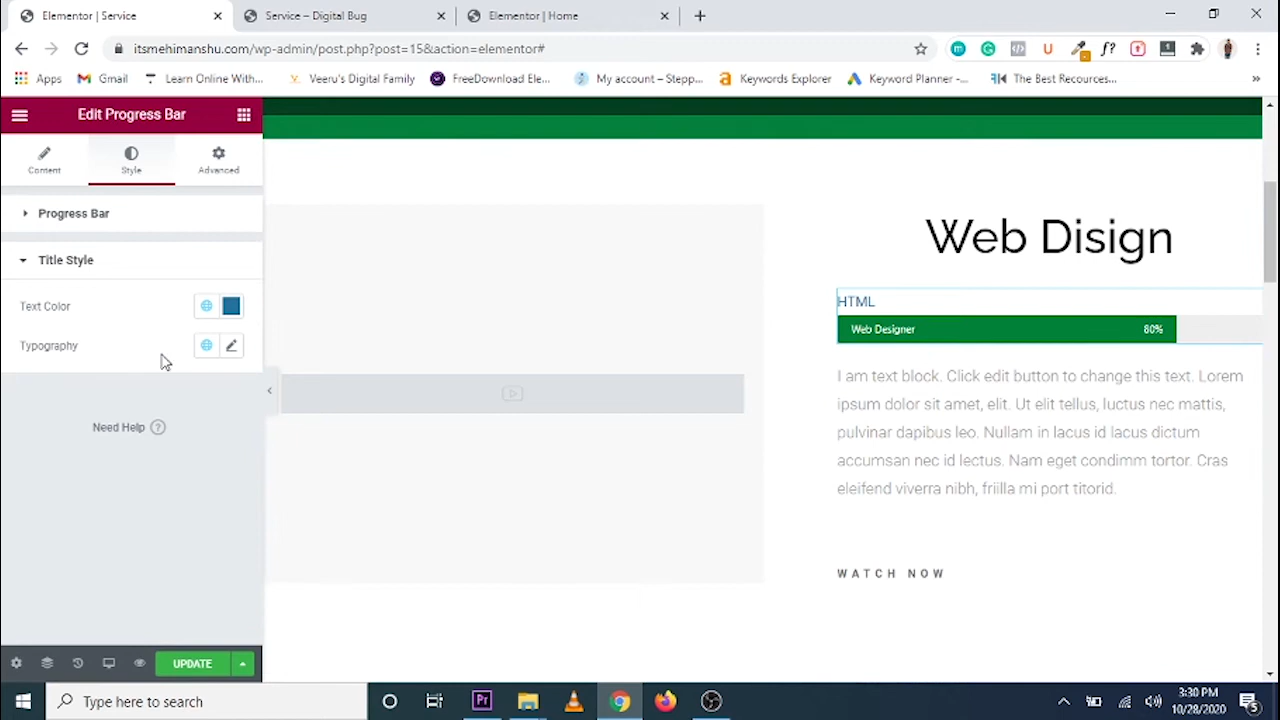 Elementor | Service
Service – Digital Bug
Elementor | Home
itsmehimanshu.com/wp-admin/post.php?post=15&action=elementor#
Apps
Gmail
Learn Online With...
Veeru's Digital Family
FreeDownload Ele...
My account – Stepp...
Keywords Explorer
Keyword Planner -...
The Best Recources...
Edit Progress Bar
Content
Style
Advanced
Progress Bar
Title Style
Text Color
Typography
Need Help
UPDATE
Web Disign
HTML
Web Designer 80%
I am text block. Click edit button to change this text. Lorem
ipsum dolor sit amet, elit. Ut elit tellus, luctus nec mattis,
pulvinar dapibus leo. Nullam in lacus id lacus dictum
accumsan nec id lectus. Nam eget condimm tortor. Cras
eleifend viverra nibh, friilla mi port titorid.
WATCH NOW
Type here to search
3:30 PM
10/28/2020
5